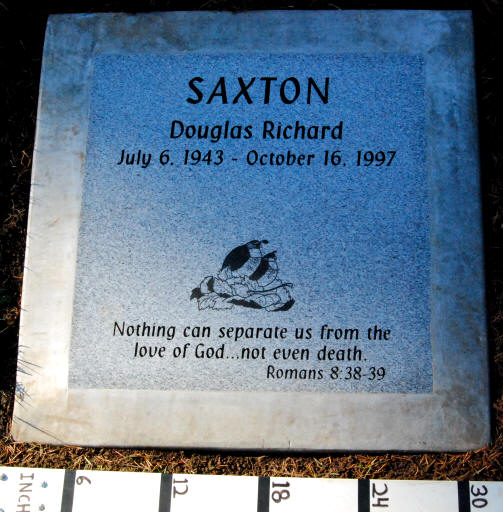 SAXTON
Douglas Richard
July 6, 1943 - October 16, 1997
Nothing can separate us from the
love of God...not even death.
Romans 8:38-39
INCH 6 12 18 24 30